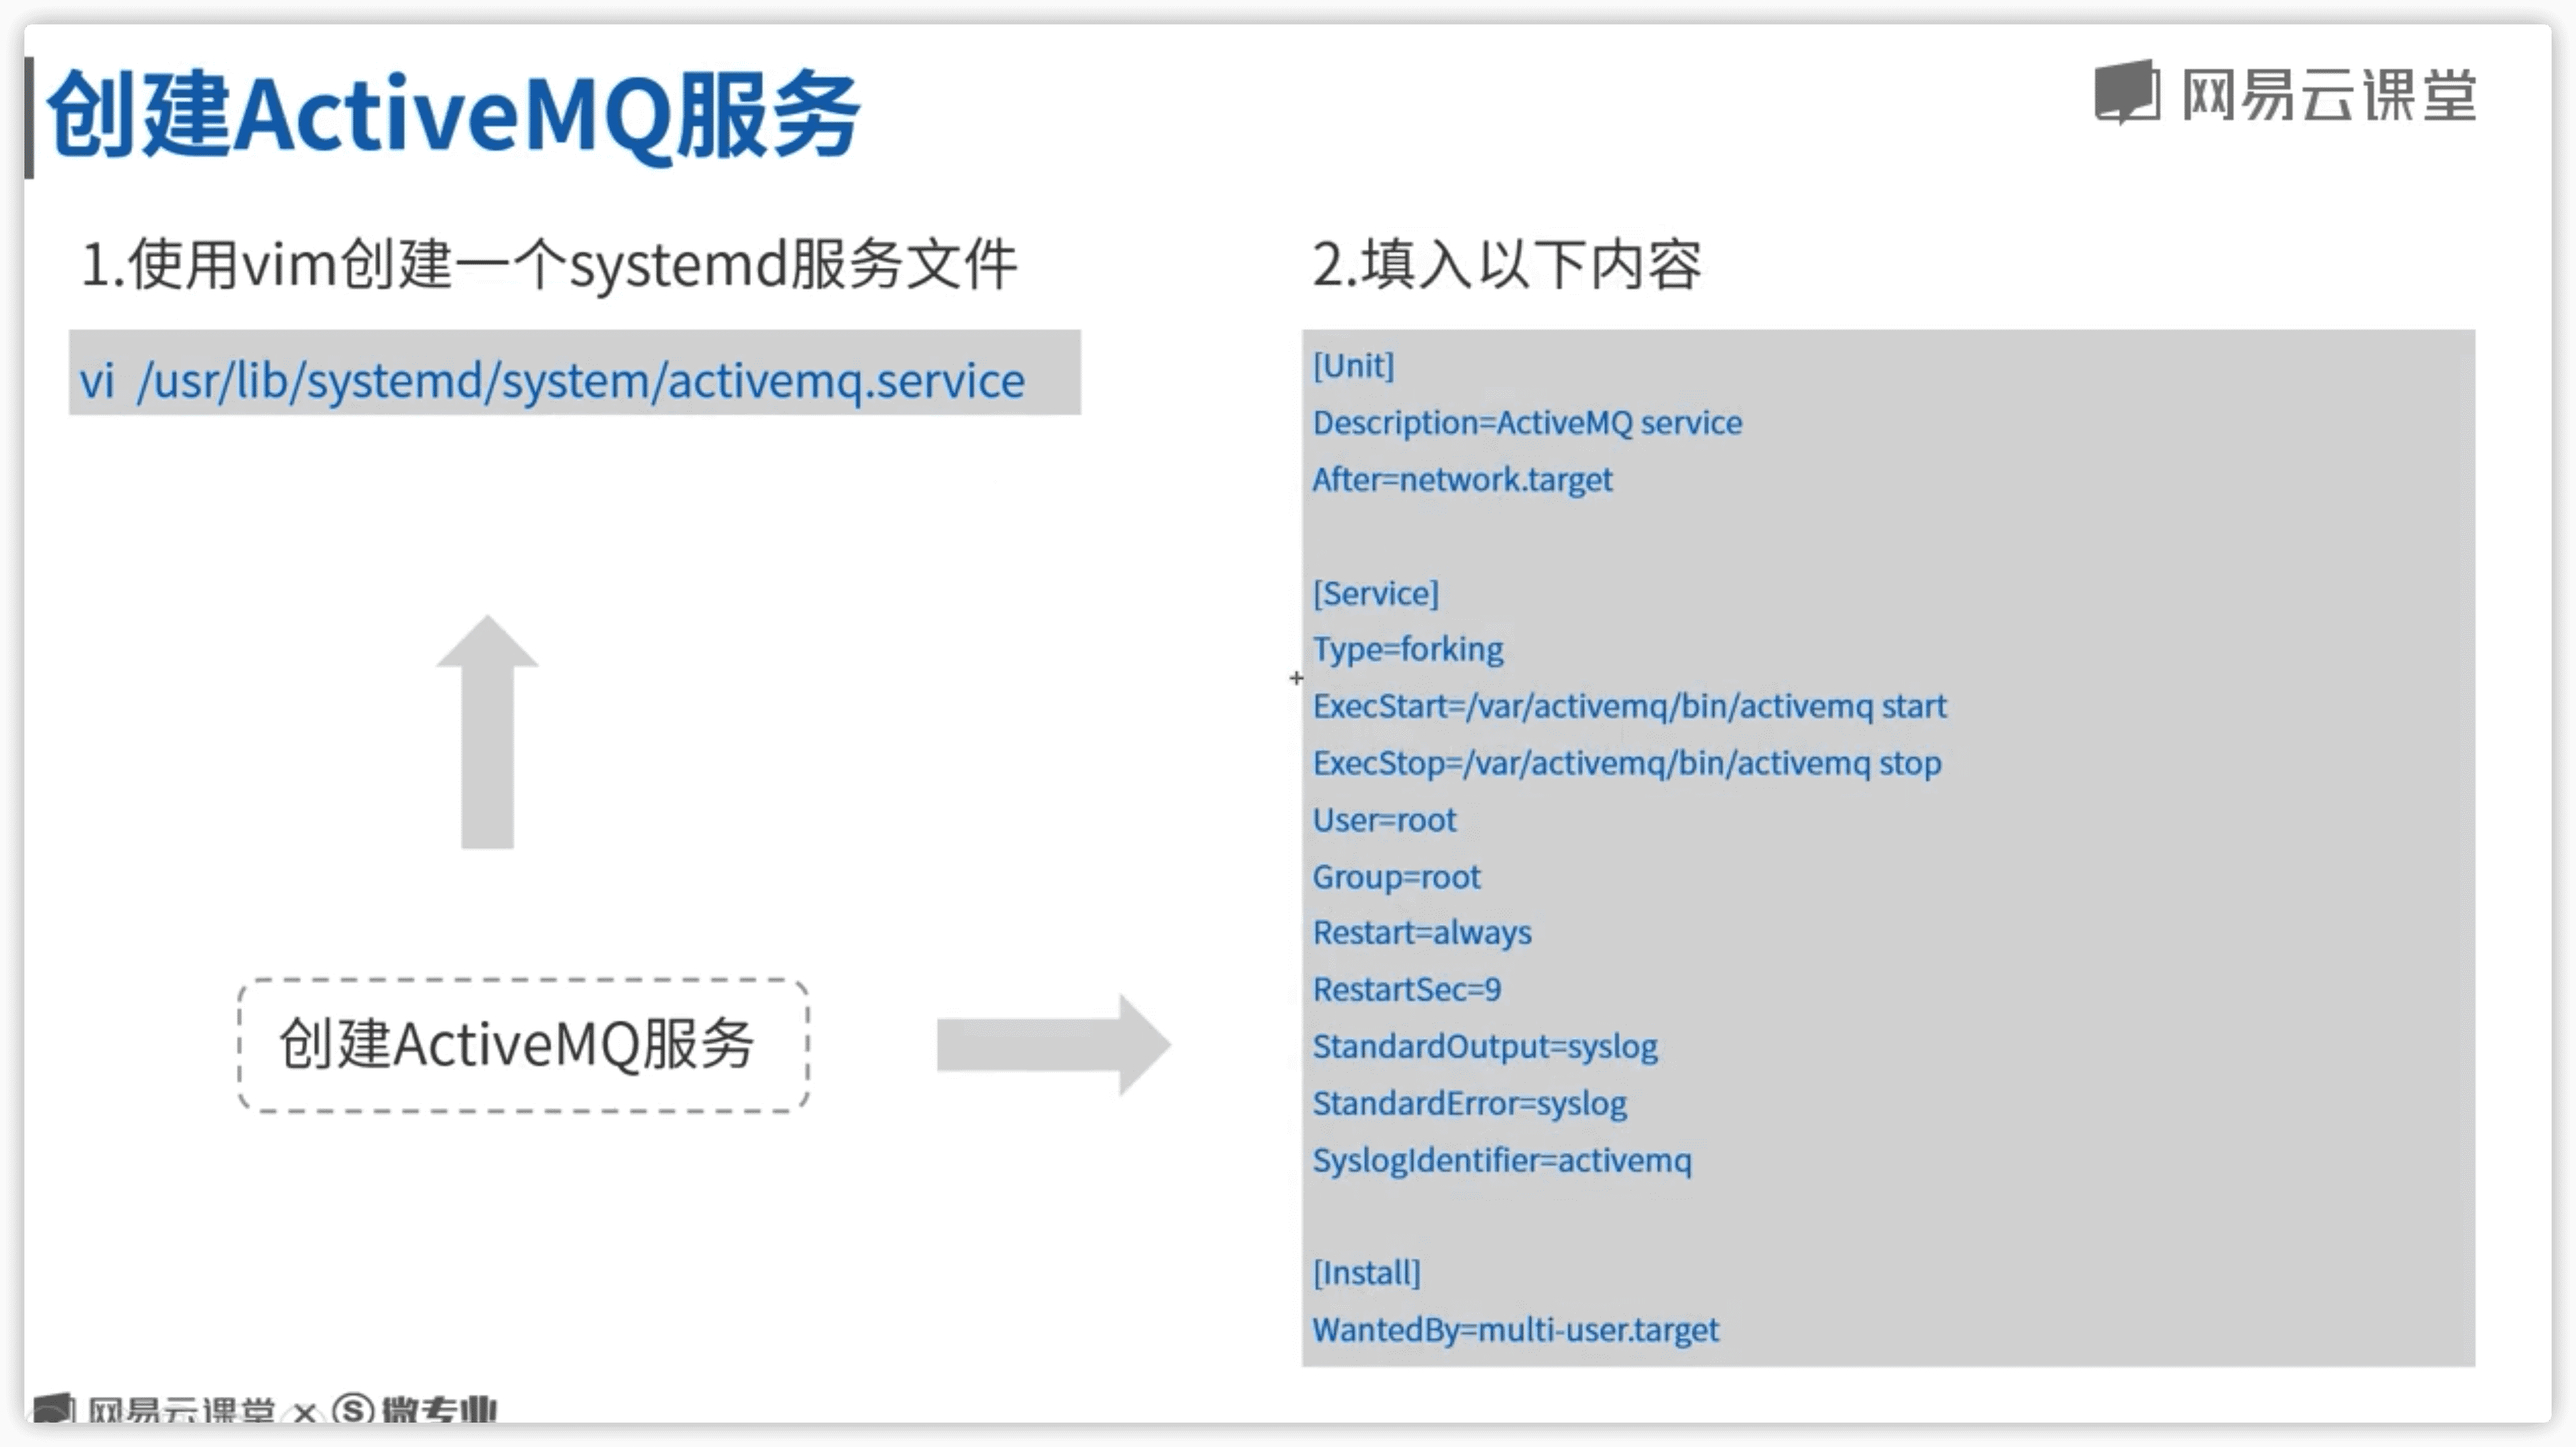 创建ActiveMQ服务
网易云课堂
1.使用vim创建一个systemd服务文件
vi /usr/lib/systemd/system/activemq.service
创建ActiveMQ服务
2.填入以下内容
[Unit]
Description=ActiveMQ service
After=network.target
[Service]
Type=forking
ExecStart=/var/activemq/bin/activemq start
ExecStop=/var/activemq/bin/activemq stop
User=root
Group=root
Restart=always
RestartSec=9
StandardOutput=syslog
StandardError=syslog
SyslogIdentifier=activemq
[Install]
WantedBy=multi-user.target
网易云课堂 × S 微专业